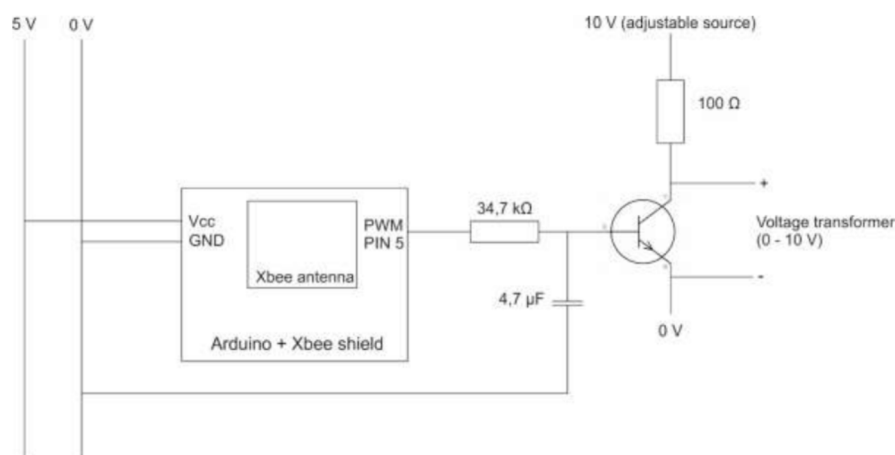 5 V
0 V
10 V (adjustable source)
100 Ω
34,7 kΩ
+
Vcc
PWM
Voltage transformer
GND
PIN 5
(0 - 10 V)
Xbee antenna
-
4,7 µF
0 V
Arduino + Xbee shield